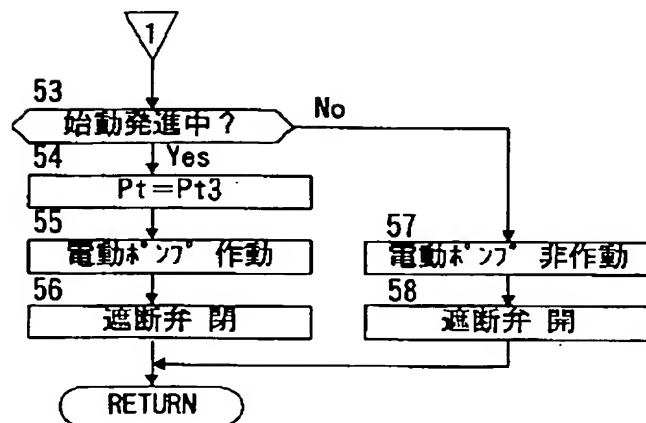 1
53
始動発進中？
No
54
Yes
Pt＝Pt3
55
電動ﾎﾟﾝﾌﾟ 作動
57
電動ﾎﾟﾝﾌﾟ 非作動
56
遮断弁 閉
58
遮断弁 開
RETURN